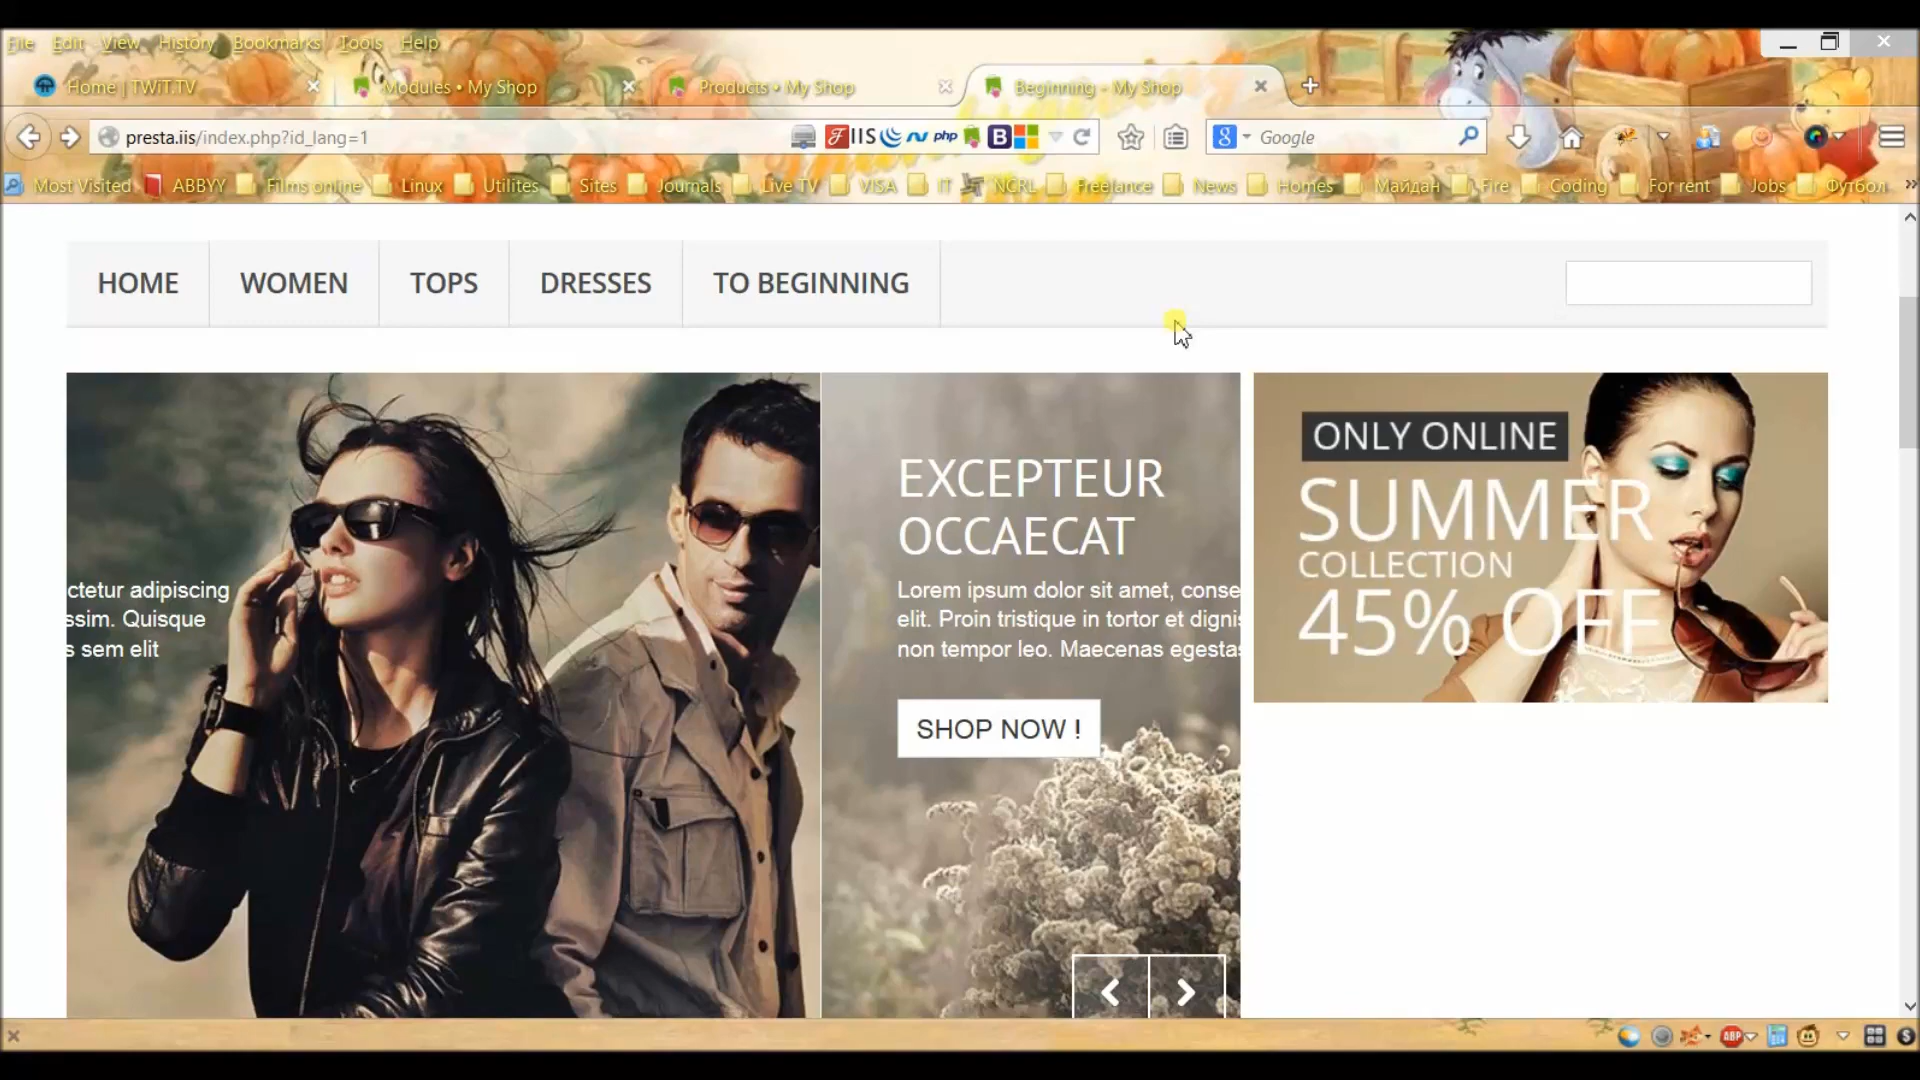 File Edit View History Bookmarks Tools Help
Home | TWiT.TV
Modules • My Shop
Products • My Shop
Beginning - My Shop
presta.iis/index.php?id_lang=1
IIS
php
B
Google
Most Visited ABBYY Films online Linux Utilites Sites Journals Live TV VISA IT NCRL Freelance News Homes Майдан Fire Coding For rent Jobs Футбол
HOME WOMEN TOPS DRESSES TO BEGINNING
ctetur adipiscing
ssim. Quisque
s sem elit
EXCEPTEUR
OCCAECAT
Lorem ipsum dolor sit amet, conse
elit. Proin tristique in tortor et dignis
non tempor leo. Maecenas egestas
SHOP NOW !
ONLY ONLINE
SUMMER
COLLECTION
45% OFF
ABP